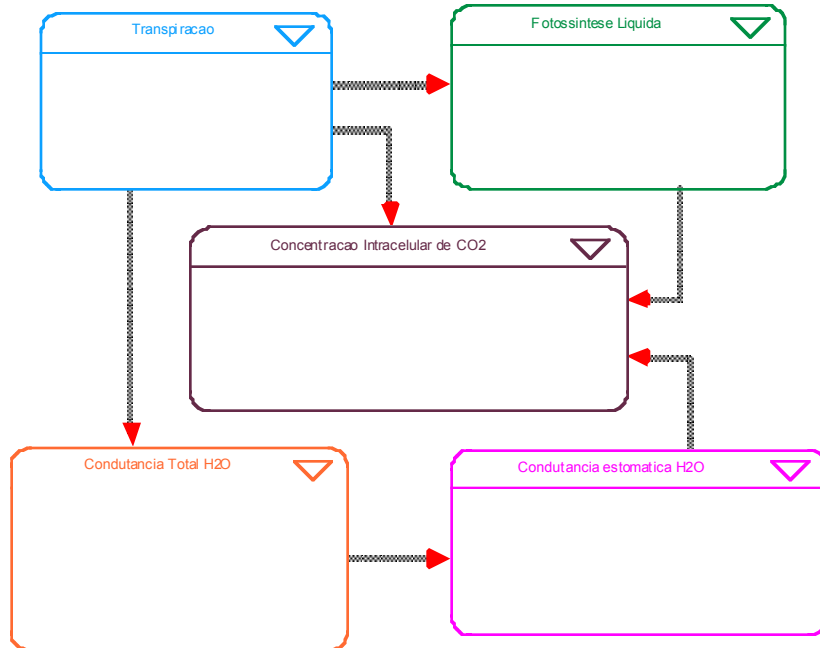 Transpiracao
Fotossintese Liquida
Concentracao Intracelular de CO2
Condutancia Total H2O
Condutancia estomatica H2O